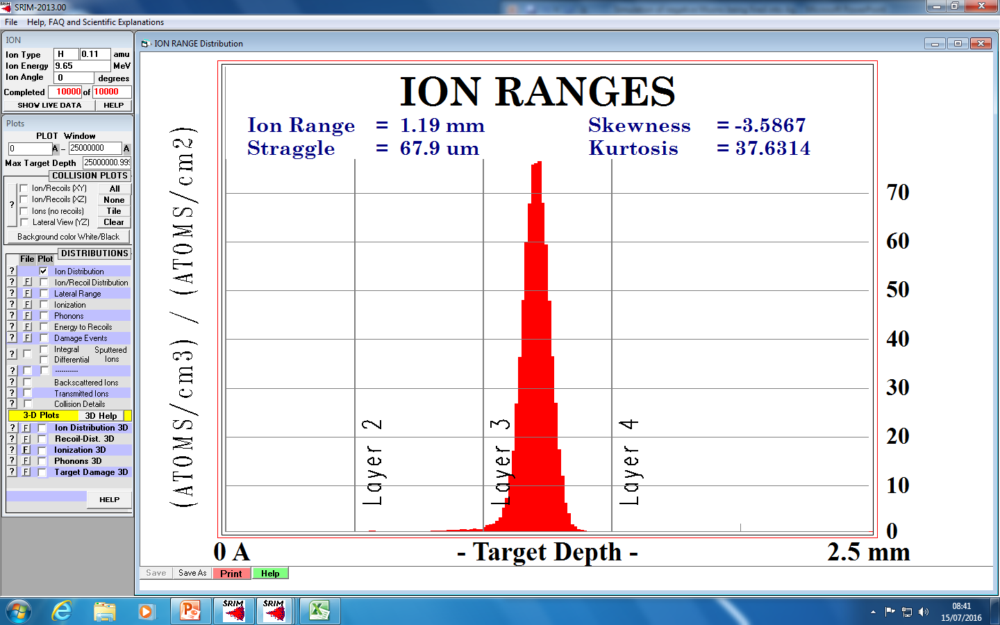 SRIM-2013.00
File Help, FAQ and Scientific Explanations
ION
Ion Type H 0.11 amu
Ion Energy 9.65 MeV
Ion Angle 0 degrees
Completed 10000 of 10000
SHOW LIVE DATA HELP
Plots
PLOT Window
0 A - 25000000 A
Max Target Depth 25000000.999
COLLISION PLOTS
? Ion/Recoils (XY) All
Ion/Recoils (XZ) None
Ions (no recoils) Tile
Lateral View (YZ) Clear
Background color White/Black
DISTRIBUTIONS
File Plot
? Ion Distribution
? F Ion/Recoil Distribution
? F Lateral Range
? F Ionization
? F Phonons
? F Energy to Recoils
? F Damage Events
? Integral Sputtered
Differential Ions
? -----------
? Backscattered Ions
? Transmitted Ions
? Collision Details
3-D Plots 3D Help
? F Ion Distribution 3D
? F Recoil-Dist. 3D
? F Ionization 3D
? F Phonons 3D
? F Target Damage 3D
HELP
ION RANGE Distribution
ION RANGES
Ion Range = 1.19 mm Skewness = -3.5867
Straggle = 67.9 um Kurtosis = 37.6314
(ATOMS/cm3) / (ATOMS/cm2)
Layer 2
Layer 3
Layer 4
70
60
50
40
30
20
10
0
0 A - Target Depth - 2.5 mm
Save Save As Print Help
SRIM
SRIM
08:41
15/07/2016